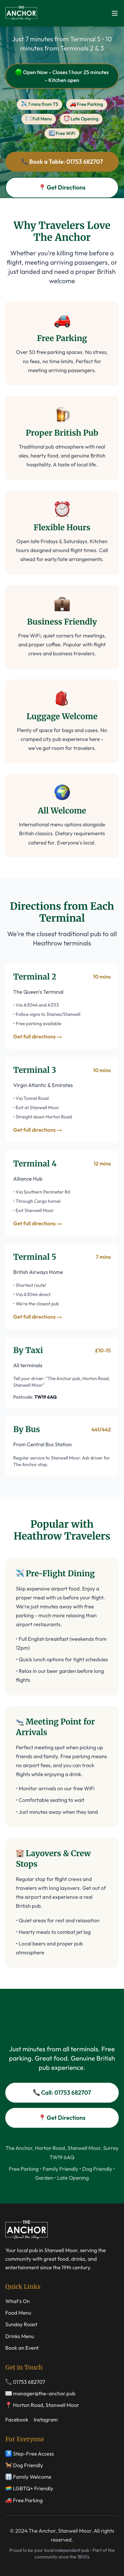 THE
ANCHOR
Just 7 minutes from Terminal 5 • 10
minutes from Terminals 2 & 3
Open Now - Closes 1 hour 25 minutes
- Kitchen open
7 mins from T5
Free Parking
Full Menu
Late Opening
Free WiFi
Book a Table: 01753 682707
Get Directions
Why Travelers Love
The Anchor
Whether you're killing time before a
flight, meeting passengers, or
just landed and need a proper British
welcome
Free Parking
Over 50 free parking spaces. No stress,
no fees, no time limits. Perfect for
meeting arriving passengers.
Proper British Pub
Traditional pub atmosphere with real
ales, hearty food, and genuine British
hospitality. A taste of local life.
Flexible Hours
Open late Fridays & Saturdays. Kitchen
hours designed around flight times. Call
ahead for early/late arrangements.
Business Friendly
Free WiFi, quiet corners for meetings,
and proper coffee. Popular with flight
crews and business travelers.
Luggage Welcome
Plenty of space for bags and cases. No
cramped city pub experience here -
we've got room for travelers.
All Welcome
International menu options alongside
British classics. Dietary requirements
catered for. Everyone's local.
Directions from Each
Terminal
We're the closest traditional pub to all
Heathrow terminals
Terminal 2
10 mins
The Queen's Terminal
• Via A3044 and A3113
• Follow signs to Staines/Stanwell
• Free parking available
Get full directions →
Terminal 3
10 mins
Virgin Atlantic & Emirates
• Via Tunnel Road
• Exit at Stanwell Moor
• Straight down Horton Road
Get full directions →
Terminal 4
12 mins
Alliance Hub
• Via Southern Perimeter Rd
• Through Cargo tunnel
• Exit Stanwell Moor
Get full directions →
Terminal 5
7 mins
British Airways Home
• Shortest route!
• Via A3044 direct
• We're the closest pub
Get full directions →
By Taxi
£10-15
All terminals
Tell your driver: "The Anchor pub, Horton Road,
Stanwell Moor"
Postcode: TW19 6AQ
By Bus
441/442
From Central Bus Station
Regular service to Stanwell Moor. Ask driver for
The Anchor stop.
Popular with
Heathrow Travelers
Pre-Flight Dining
Skip expensive airport food. Enjoy a
proper meal with us before your flight.
We're just minutes away with free
parking - much more relaxing than
airport restaurants.
• Full English breakfast (weekends from
12pm)
• Quick lunch options for tight schedules
• Relax in our beer garden before long
flights
Meeting Point for
Arrivals
Perfect meeting spot when picking up
friends and family. Free parking means
no airport fees, and you can track
flights while enjoying a drink.
• Monitor arrivals on our free WiFi
• Comfortable seating to wait
• Just minutes away when they land
Layovers & Crew
Stops
Regular stop for flight crews and
travelers with long layovers. Get out of
the airport and experience a real
British pub.
• Quiet areas for rest and relaxation
• Hearty meals to combat jet lag
• Local beers and proper pub
atmosphere
Just minutes from all terminals. Free
parking. Great food. Genuine British
pub experience.
Call: 01753 682707
Get Directions
The Anchor, Horton Road, Stanwell Moor, Surrey
TW19 6AQ
Free Parking • Family Friendly • Dog Friendly •
Garden • Late Opening
THE
ANCHOR
Your local pub in Stanwell Moor, serving the
community with great food, drinks, and
entertainment since the 19th century.
Quick Links
What's On
Food Menu
Sunday Roast
Drinks Menu
Book an Event
Get in Touch
01753 682707
manager@the-anchor.pub
Horton Road, Stanwell Moor
Facebook Instagram
For Everyone
Step-Free Access
Dog Friendly
Family Welcome
LGBTQ+ Friendly
Free Parking
© 2024 The Anchor, Stanwell Moor. All rights
reserved.
Proud to be your local independent pub • Part of the
community since the 1800s